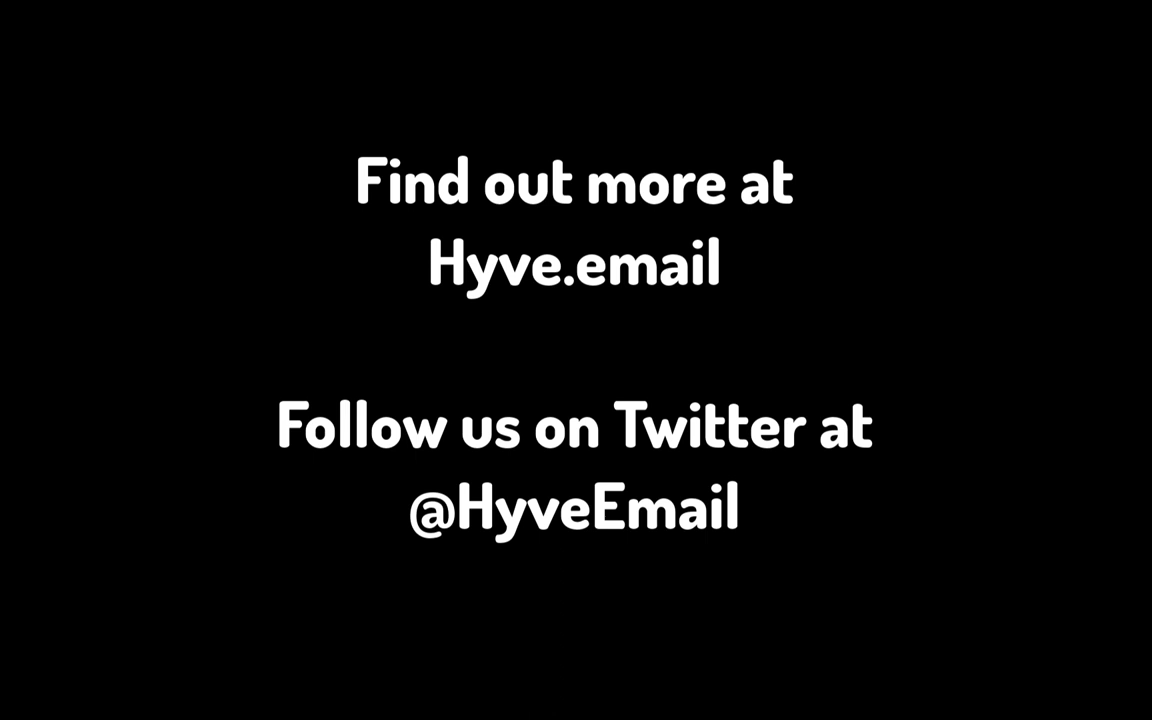 Find out more at
Hyve.email
Follow us on Twitter at
@HyveEmail